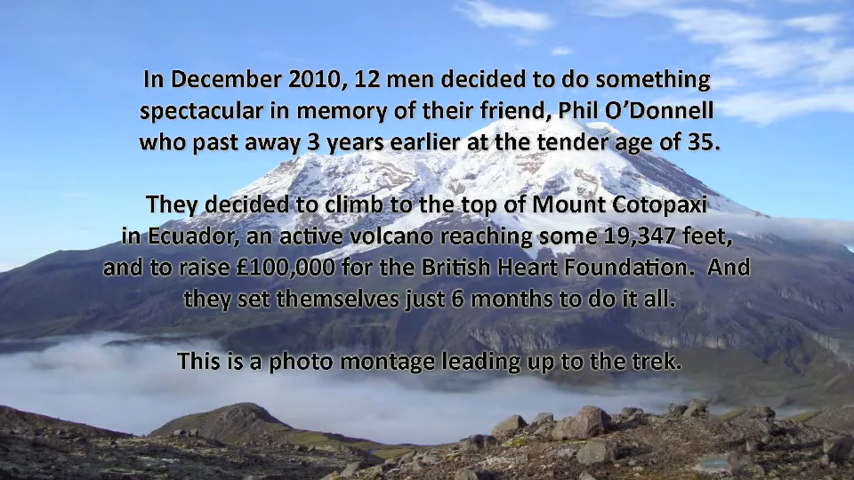 In December 2010, 12 men decided to do something
spectacular in memory of their friend, Phil O’Donnell
who past away 3 years earlier at the tender age of 35.
They decided to climb to the top of Mount Cotopaxi
in Ecuador, an active volcano reaching some 19,347 feet,
and to raise £100,000 for the British Heart Foundation. And
they set themselves just 6 months to do it all.
This is a photo montage leading up to the trek.